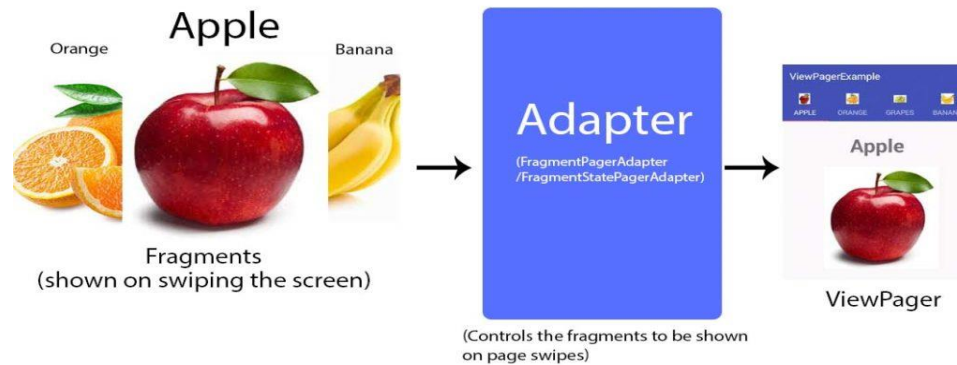 Orange
Apple
Banana
Fragments
(shown on swiping the screen)
Adapter
(FragmentPagerAdapter
/FragmentStatePagerAdapter)
(Controls the fragments to be shown
on page swipes)
ViewPagerExample
APPLE
ORANGE
GRAPES
BANAN
Apple
ViewPager